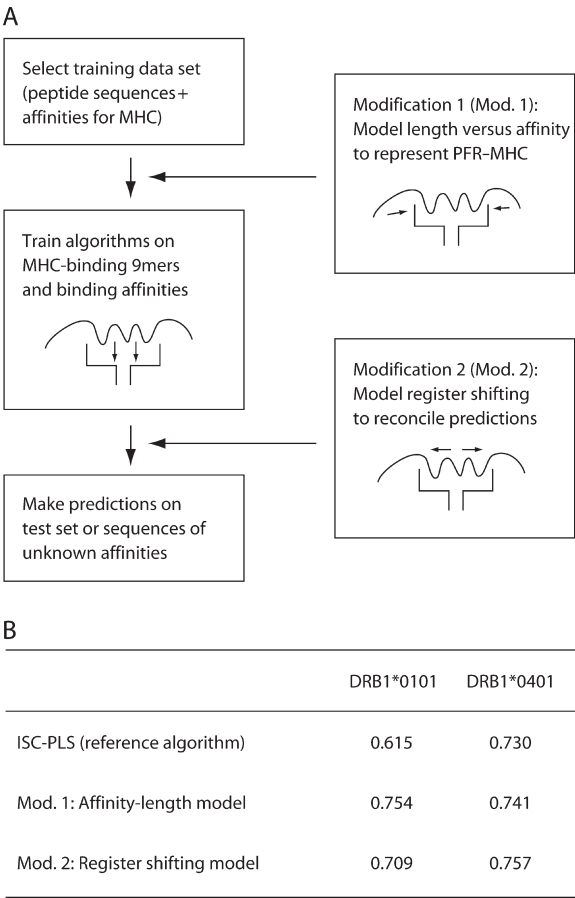 A
Select training data set
(peptide sequences+
affinities for MHC)
Modification 1 (Mod. 1):
Model length versus affinity
to represent PFR–MHC
Train algorithms on
MHC-binding 9mers
and binding affinities
Modification 2 (Mod. 2):
Model register shifting
to reconcile predictions
Make predictions on
test set or sequences of
unknown affinities
B
DRB1*0101 DRB1*0401
ISC-PLS (reference algorithm) 0.615 0.730
Mod. 1: Affinity-length model 0.754 0.741
Mod. 2: Register shifting model 0.709 0.757